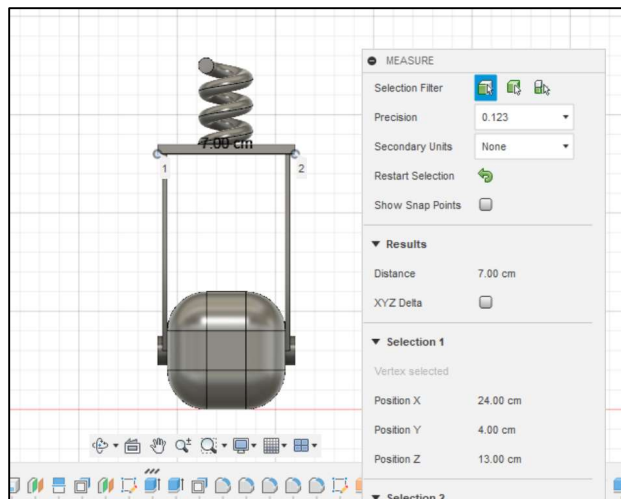 MEASURE
Selection Filter
Precision 0.123
Secondary Units None
Restart Selection
Show Snap Points
Results
Distance 7.00 cm
XYZ Delta
Selection 1
Vertex selected
Position X 24.00 cm
Position Y 4.00 cm
Position Z 13.00 cm
Selection 2
7.00 cm
1 2